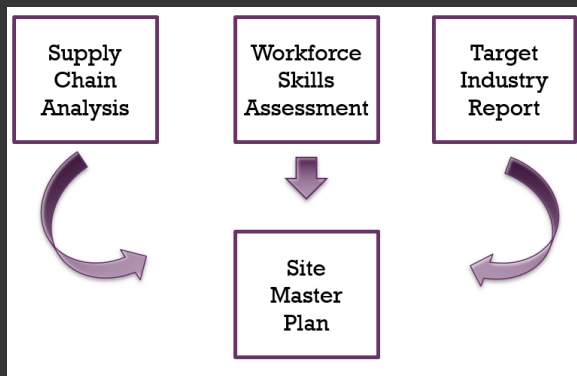 Supply
Chain
Analysis
Workforce
Skills
Assessment
Target
Industry
Report
Site
Master
Plan